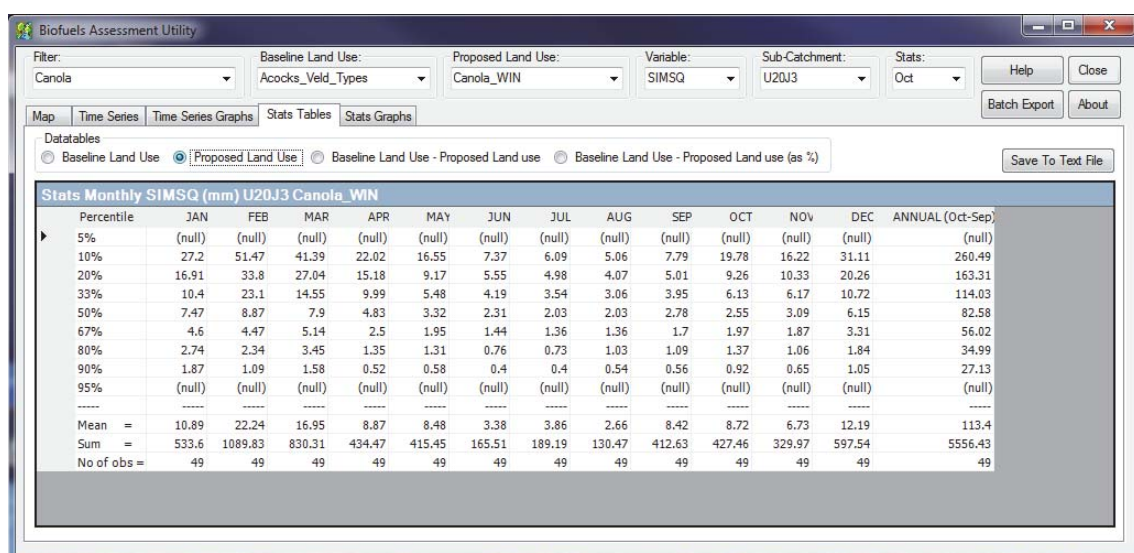 Biofuels Assessment Utility
Filter: Baseline Land Use: Proposed Land Use: Variable: Sub-Catchment: Stats:
Canola Acocks_Veld_Types Canola_WIN SIMSQ U20J3 Oct Help Close
Map Time Series Time Series Graphs Stats Tables Stats Graphs Batch Export About
Datatables
Baseline Land Use Proposed Land Use Baseline Land Use - Proposed Land use Baseline Land Use - Proposed Land use (as %) Save To Text File
Stats Monthly SIMSQ (mm) U20J3 Canola_WIN
Percentile JAN FEB MAR APR MAY JUN JUL AUG SEP OCT NOV DEC ANNUAL (Oct-Sep)
5% (null) (null) (null) (null) (null) (null) (null) (null) (null) (null) (null) (null) (null)
10% 27.2 51.47 41.39 22.02 16.55 7.37 6.09 5.06 7.79 19.78 16.22 31.11 260.49
20% 16.91 33.8 27.04 15.18 9.17 5.55 4.98 4.07 5.01 9.26 10.33 20.26 163.31
33% 10.4 23.1 14.55 9.99 5.48 4.19 3.54 3.06 3.95 6.13 6.17 10.72 114.03
50% 7.47 8.87 7.9 4.83 3.32 2.31 2.03 2.03 2.78 2.55 3.09 6.15 82.58
67% 4.6 4.47 5.14 2.5 1.95 1.44 1.36 1.36 1.7 1.97 1.87 3.31 56.02
80% 2.74 2.34 3.45 1.35 1.31 0.76 0.73 1.03 1.09 1.37 1.06 1.84 34.99
90% 1.87 1.09 1.58 0.52 0.58 0.4 0.4 0.54 0.56 0.92 0.65 1.05 27.13
95% (null) (null) (null) (null) (null) (null) (null) (null) (null) (null) (null) (null) (null)
----- ----- ----- ----- ----- ----- ----- ----- ----- ----- ----- ----- ----- -----
Mean = 10.89 22.24 16.95 8.87 8.48 3.38 3.86 2.66 8.42 8.72 6.73 12.19 113.4
Sum = 533.6 1089.83 830.31 434.47 415.45 165.51 189.19 130.47 412.63 427.46 329.97 597.54 5556.43
No of obs = 49 49 49 49 49 49 49 49 49 49 49 49 49